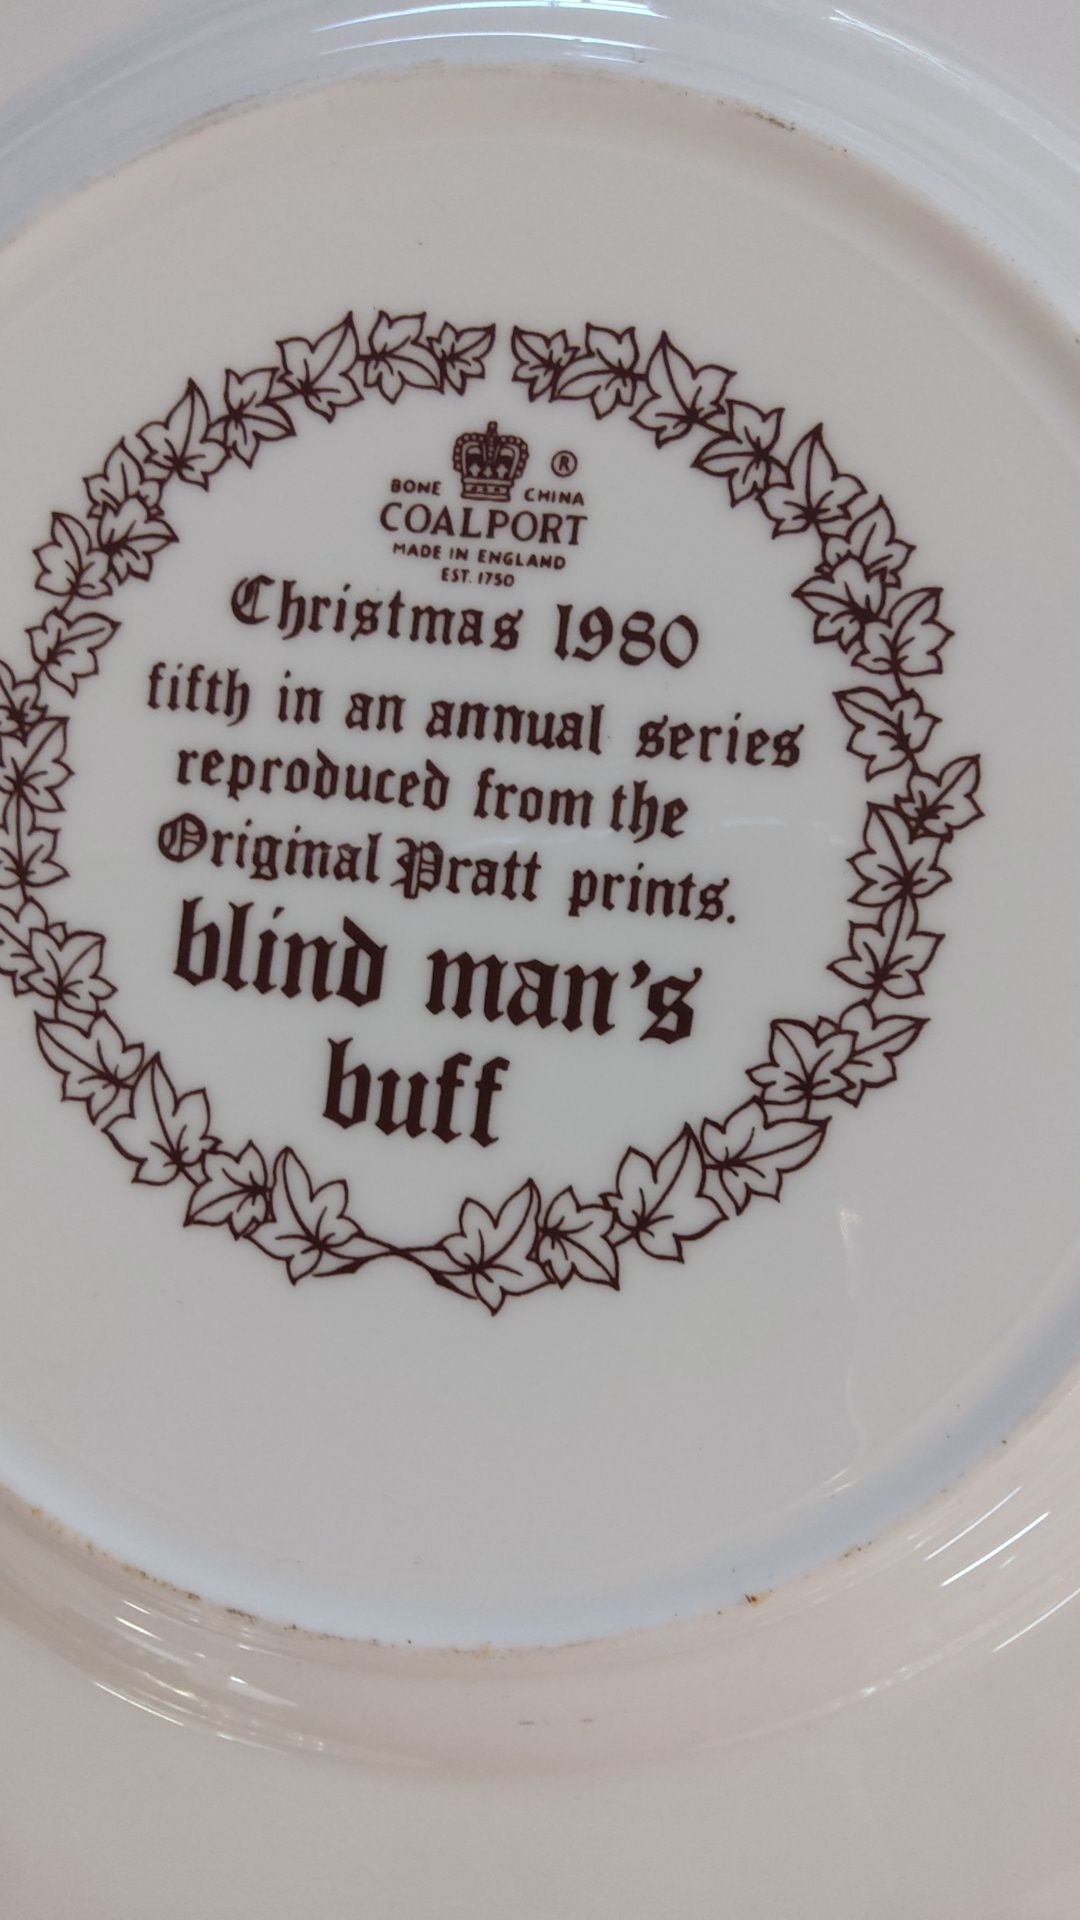 BONE CHINA ®
COALPORT
MADE IN ENGLAND
EST. 1750
Christmas 1980
fifth in an annual series
reproduced from the
Original Pratt prints.
blind man's
buff